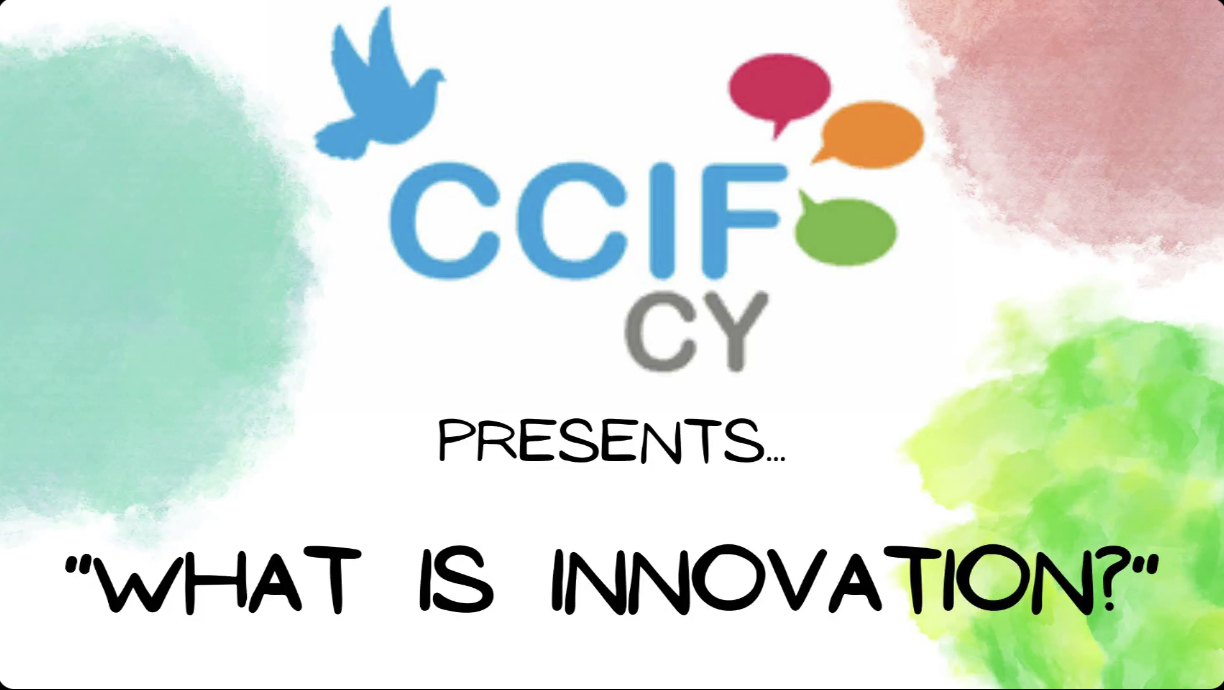 CCIF
CY
PRESENTS...
"WHAT IS INNOVATION?"